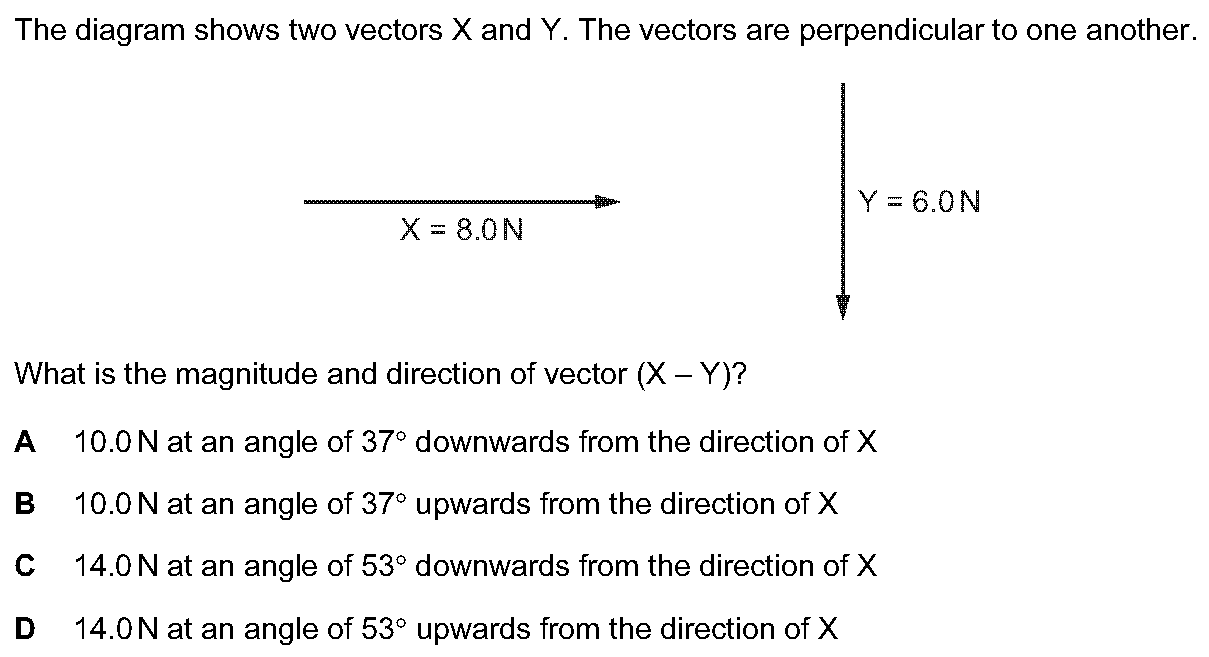 The diagram shows two vectors X and Y. The vectors are perpendicular to one another.
X = 8.0 N
Y = 6.0 N
What is the magnitude and direction of vector (X – Y)?
A 10.0 N at an angle of 37° downwards from the direction of X
B 10.0 N at an angle of 37° upwards from the direction of X
C 14.0 N at an angle of 53° downwards from the direction of X
D 14.0 N at an angle of 53° upwards from the direction of X